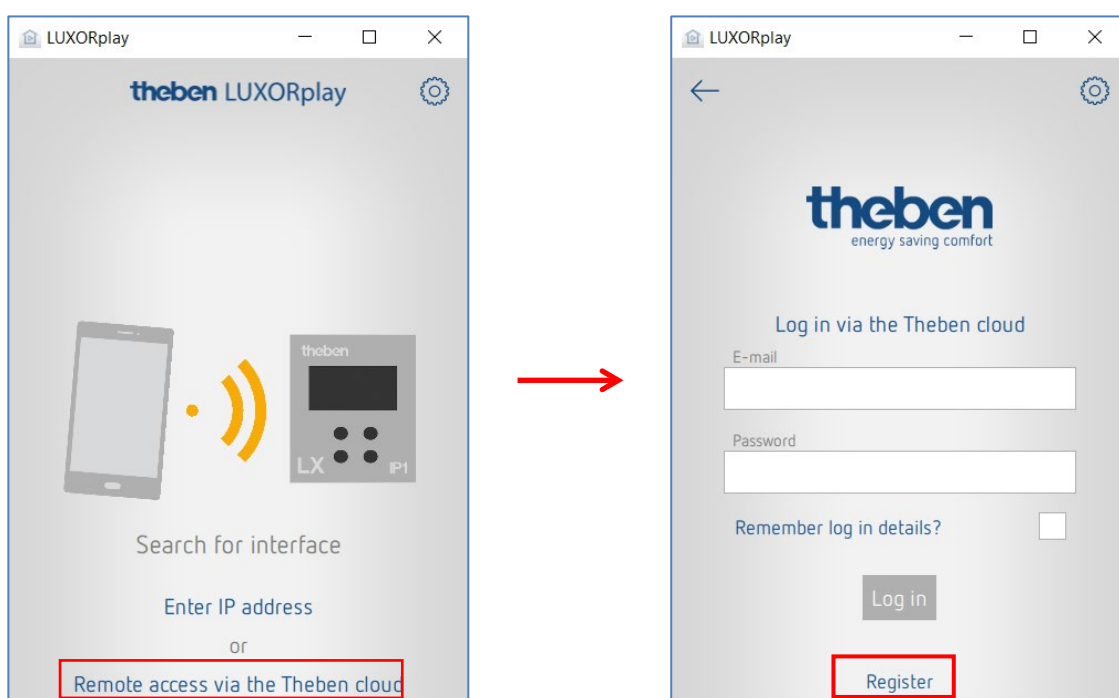 LUXORplay
theben LUXORplay
theben
LX
IP1
Search for interface
Enter IP address
or
Remote access via the Theben cloud
LUXORplay
theben
energy saving comfort
Log in via the Theben cloud
E-mail
Password
Remember log in details?
Log in
Register